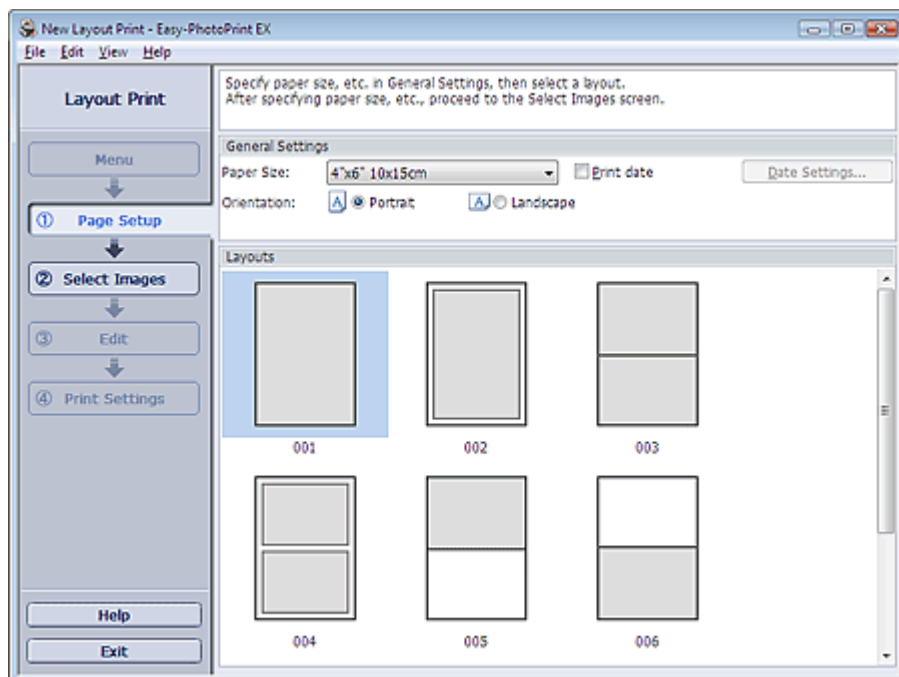 New Layout Print - Easy-PhotoPrint EX
File Edit View Help
Layout Print
Specify paper size, etc. in General Settings, then select a layout.
After specifying paper size, etc., proceed to the Select Images screen.
Menu
① Page Setup
② Select Images
③ Edit
④ Print Settings
Help
Exit
General Settings
Paper Size: 4"x6" 10x15cm Print date Date Settings...
Orientation: A Portrait A Landscape
Layouts
001 002 003
004 005 006